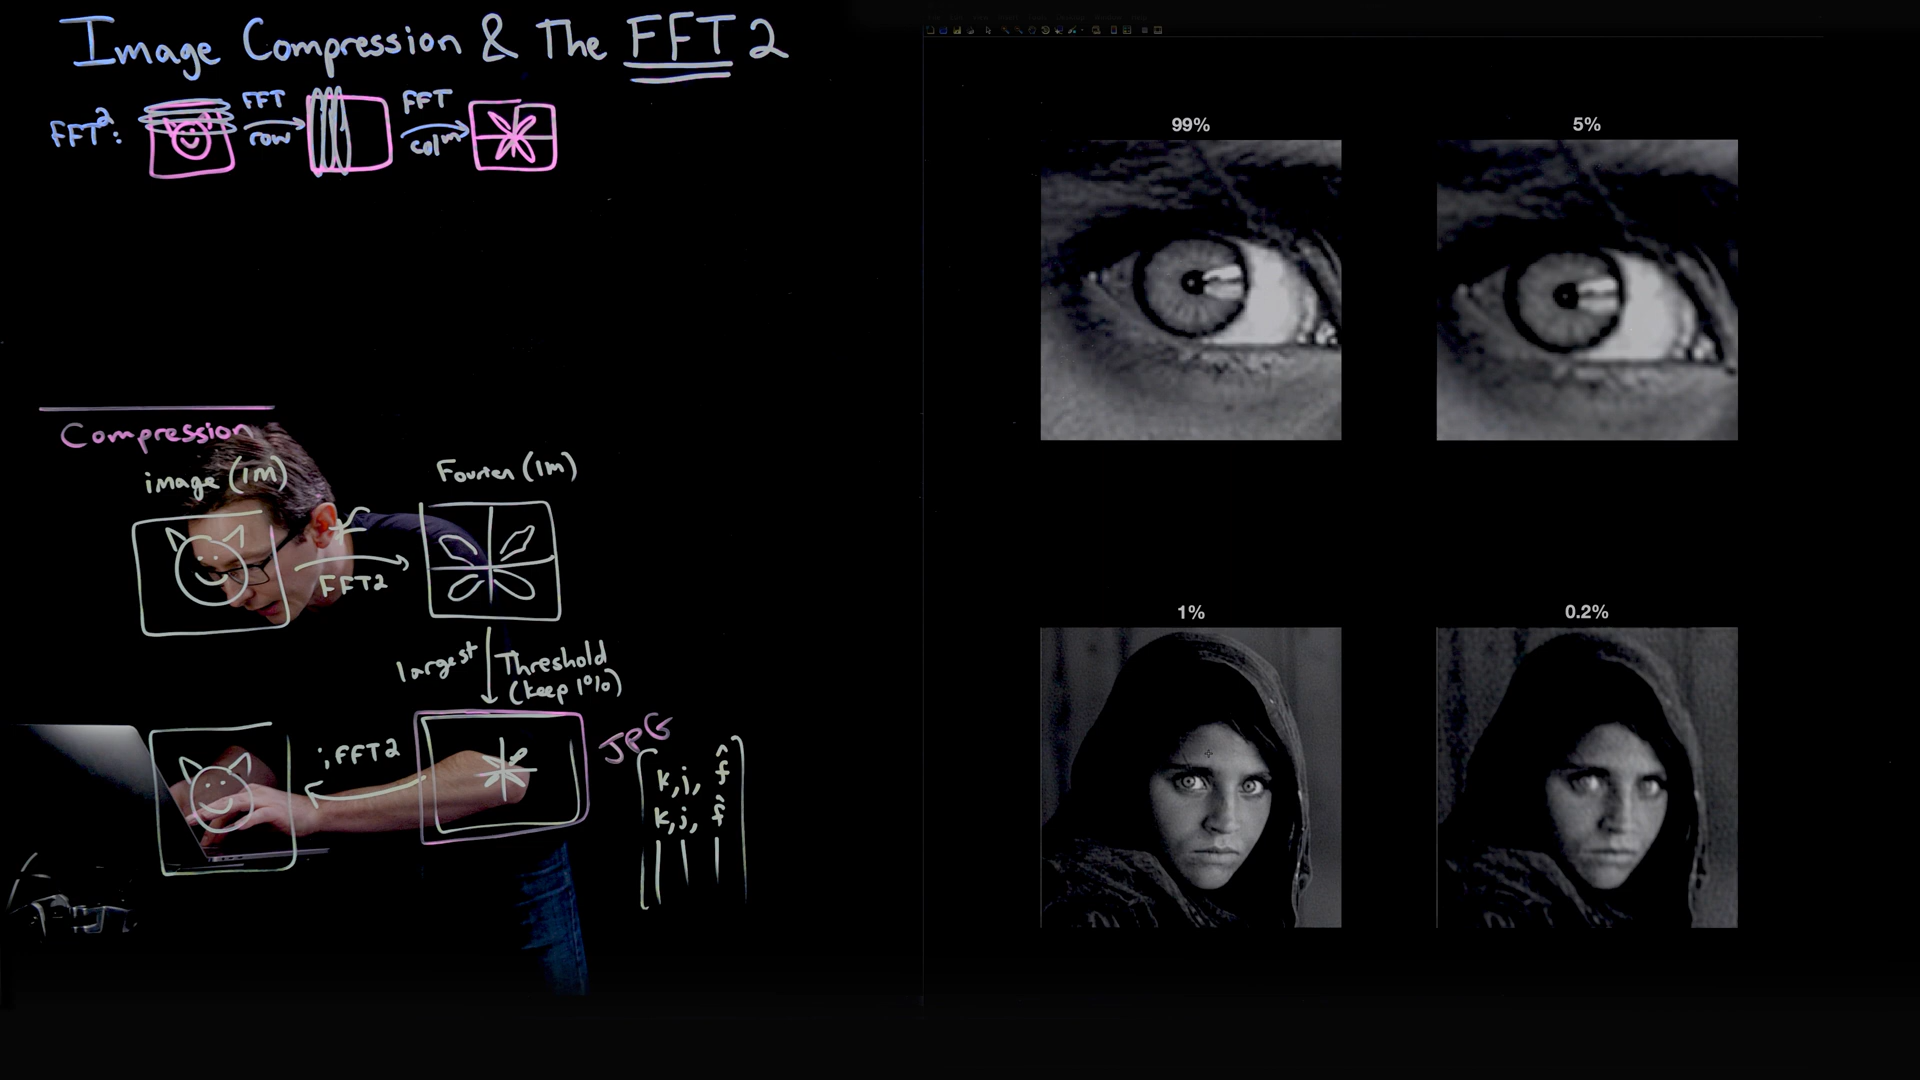 Image Compression & The FFT2
FFT²:
FFT
row
FFT
colm
Compression
image (1M)
Fourier (1M)
FFT2
largest
Threshold
(keep 1%)
iFFT2
JPG
k, j, f̂
k, j, f̂
99%
5%
1%
0.2%